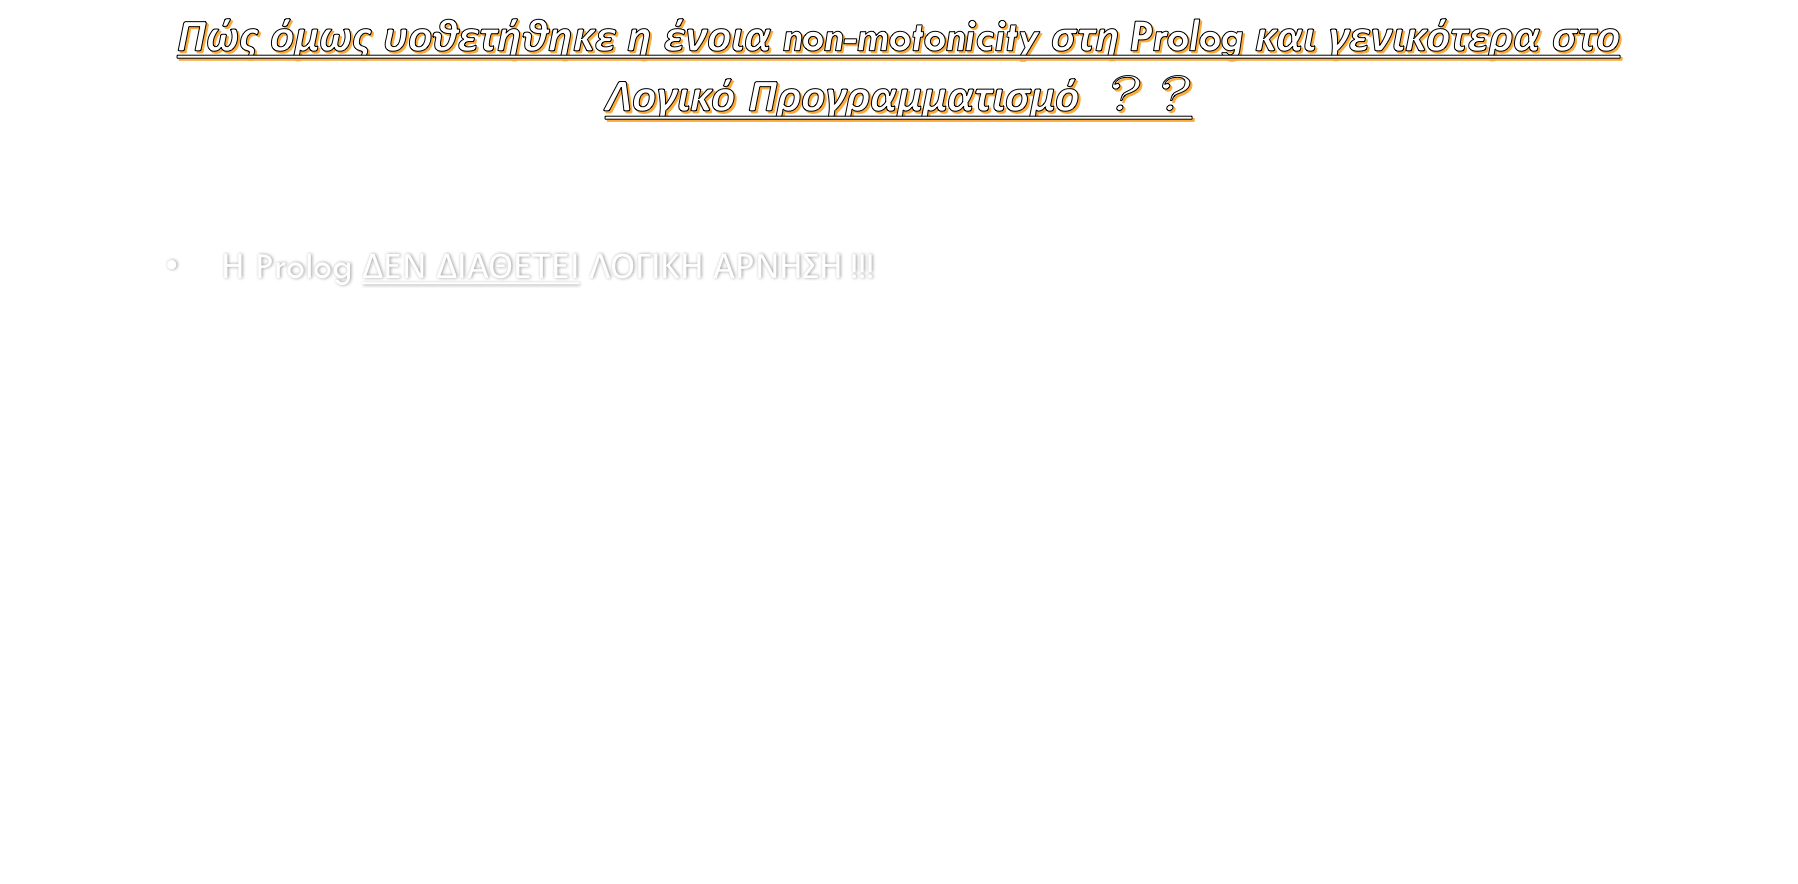 Πώς όμως υοθετήθηκε η ένοια non-motonicity στη Prolog και γενικότερα στο
Λογικό Προγραμματισμό ? ?
• Η Prolog ΔΕΝ ΔΙΑΘΕΤΕΙ ΛΟΓΙΚΗ ΑΡΝΗΣΗ !!!